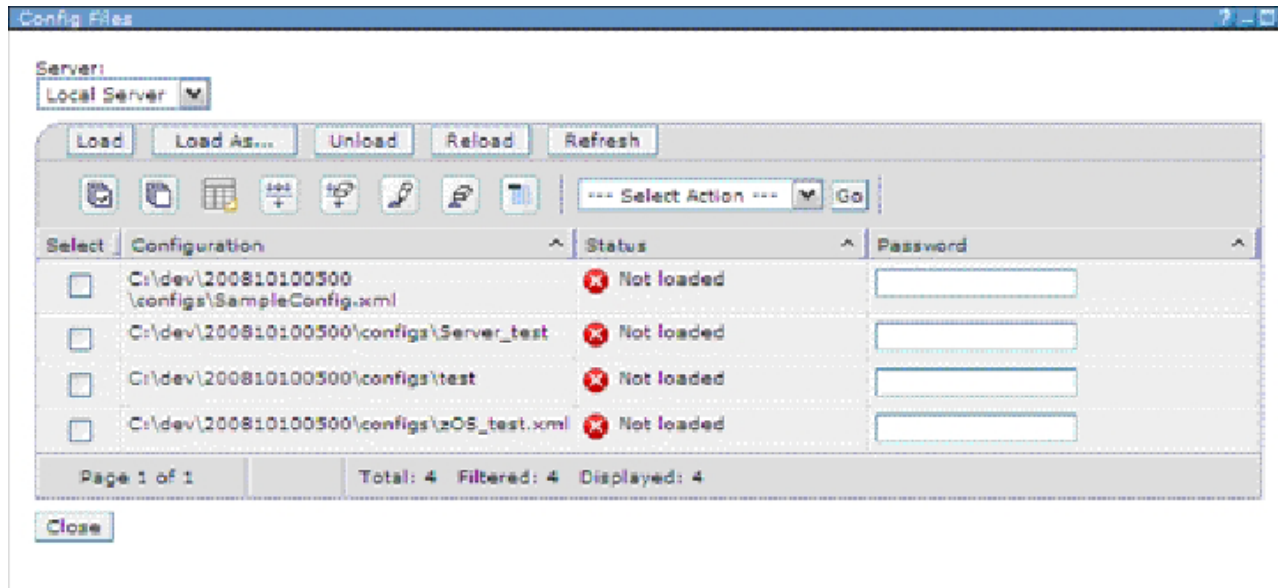 Config Files
Server:
Local Server
Load Load As... Unload Reload Refresh
--- Select Action --- Go
Select Configuration Status Password
C:\dev\200810100500
\configs\SampleConfig.xml Not loaded
C:\dev\200810100500\configs\Server_test Not loaded
C:\dev\200810100500\configs\test Not loaded
C:\dev\200810100500\configs\zOS_test.xml Not loaded
Page 1 of 1 Total: 4 Filtered: 4 Displayed: 4
Close